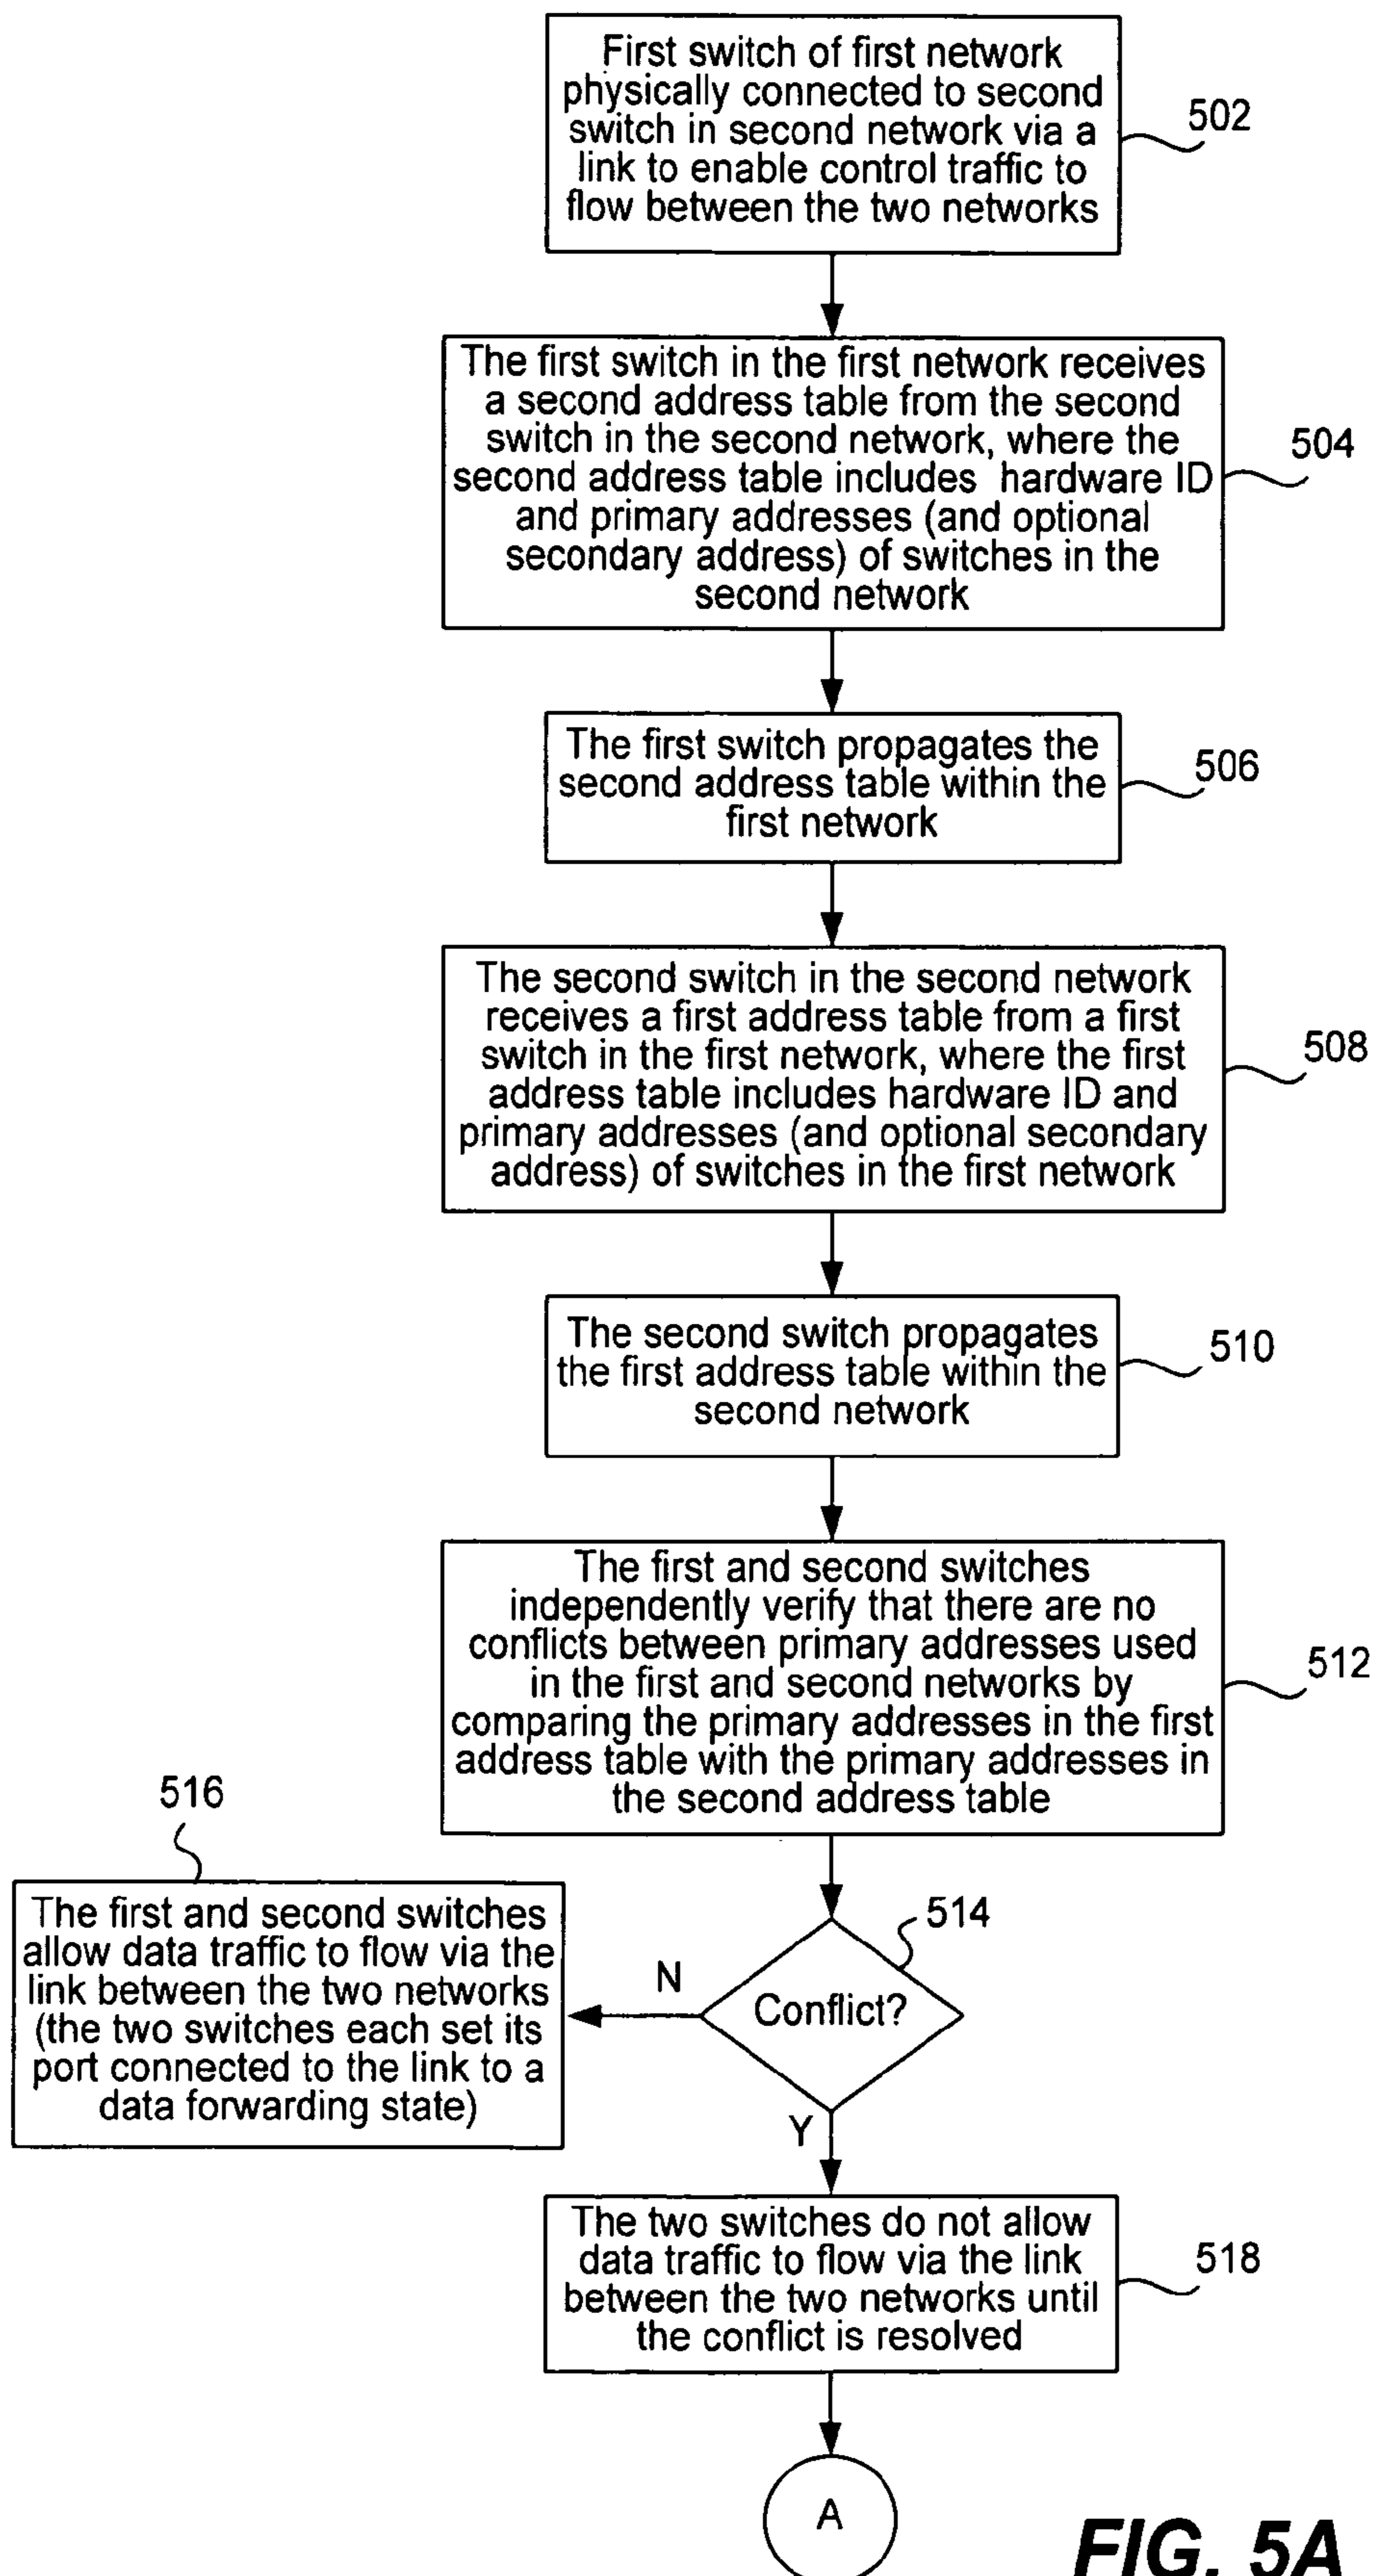 First switch of first network
physically connected to second
switch in second network via a
link to enable control traffic to
flow between the two networks
502
The first switch in the first network receives
a second address table from the second
switch in the second network, where the
second address table includes hardware ID
and primary addresses (and optional
secondary address) of switches in the
second network
504
The first switch propagates the
second address table within the
first network
506
The second switch in the second network
receives a first address table from a first
switch in the first network, where the first
address table includes hardware ID and
primary addresses (and optional secondary
address) of switches in the first network
508
The second switch propagates
the first address table within the
second network
510
The first and second switches
independently verify that there are no
conflicts between primary addresses used
in the first and second networks by
comparing the primary addresses in the first
address table with the primary addresses in
the second address table
512
514
Conflict?
N
516
The first and second switches
allow data traffic to flow via the
link between the two networks
(the two switches each set its
port connected to the link to a
data forwarding state)
Y
The two switches do not allow
data traffic to flow via the link
between the two networks until
the conflict is resolved
518
A
FIG. 5A